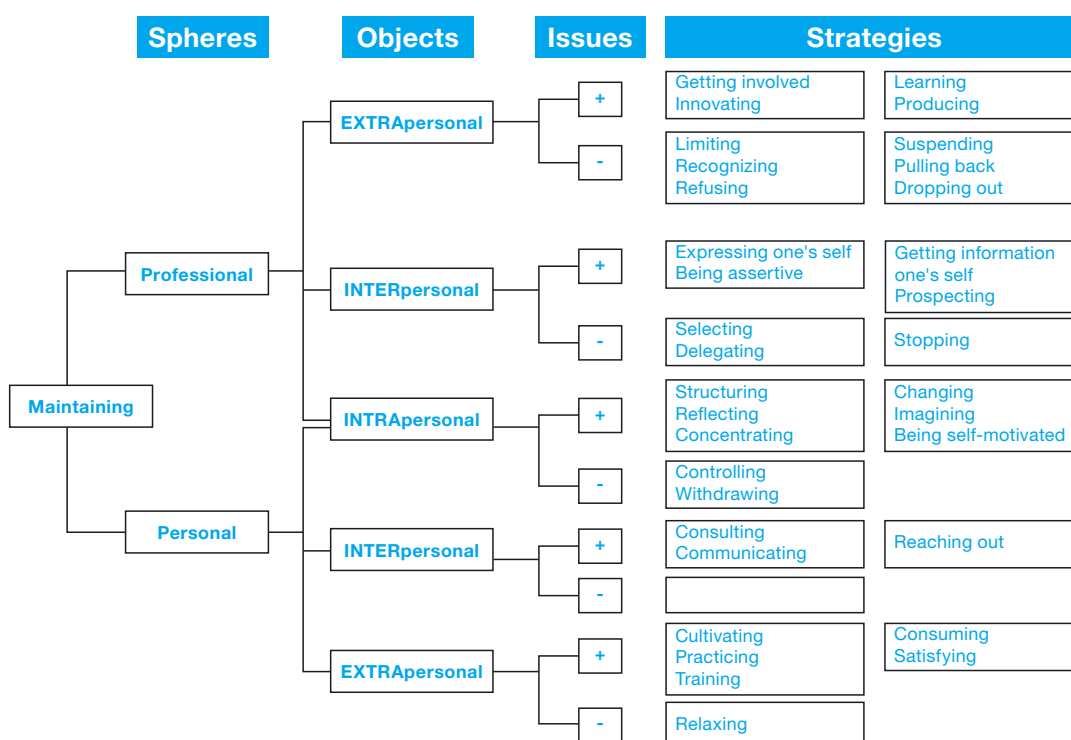 Spheres
Objects
Issues
Strategies
EXTRApersonal
+
Getting involved
Innovating
Learning
Producing
-
Limiting
Recognizing
Refusing
Suspending
Pulling back
Dropping out
Professional
INTERpersonal
+
Expressing one's self
Being assertive
Getting information
one's self
Prospecting
-
Selecting
Delegating
Stopping
Maintaining
INTRApersonal
+
Structuring
Reflecting
Concentrating
Changing
Imagining
Being self-motivated
-
Controlling
Withdrawing
Personal
INTERpersonal
+
Consulting
Communicating
Reaching out
-
EXTRApersonal
+
Cultivating
Practicing
Training
Consuming
Satisfying
-
Relaxing